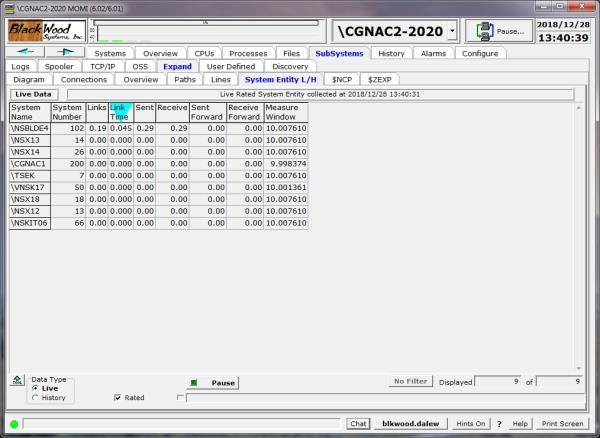 \CGNAC2-2020 MOMI (6.02/6.01)
BlackWood
Systems, Inc.
\CGNAC2-2020
Pause...
2018/12/28
13:40:39
Systems Overview CPUs Processes Files SubSystems History Alarms Configure
Logs Spooler TCP/IP OSS Expand User Defined Discovery
Diagram Connections Overview Paths Lines System Entity L/H $NCP $ZEXP
Live Data Live Rated System Entity collected at 2018/12/28 13:40:31
System System Links Link Sent Receive Sent Receive Measure
Name Number Time Forward Forward Window
\NSBLDE4 102 0.19 0.045 0.29 0.29 0.00 0.00 10.007610
\NSX13 14 0.00 0.000 0.00 0.00 0.00 0.00 10.007610
\NSX14 26 0.00 0.000 0.00 0.00 0.00 0.00 10.007610
\CGNAC1 200 0.00 0.000 0.00 0.00 0.00 0.00 9.998374
\TSEK 7 0.00 0.000 0.00 0.00 0.00 0.00 10.007610
\VNSK17 50 0.00 0.000 0.00 0.00 0.00 0.00 10.001361
\NSX18 18 0.00 0.000 0.00 0.00 0.00 0.00 10.007610
\NSX12 13 0.00 0.000 0.00 0.00 0.00 0.00 10.007610
\NSKIT06 66 0.00 0.000 0.00 0.00 0.00 0.00 10.007610
Data Type
Live
History
Rated
Pause
No Filter Displayed 9 of 9
Chat blkwood.dalew Hints On ? Help Print Screen